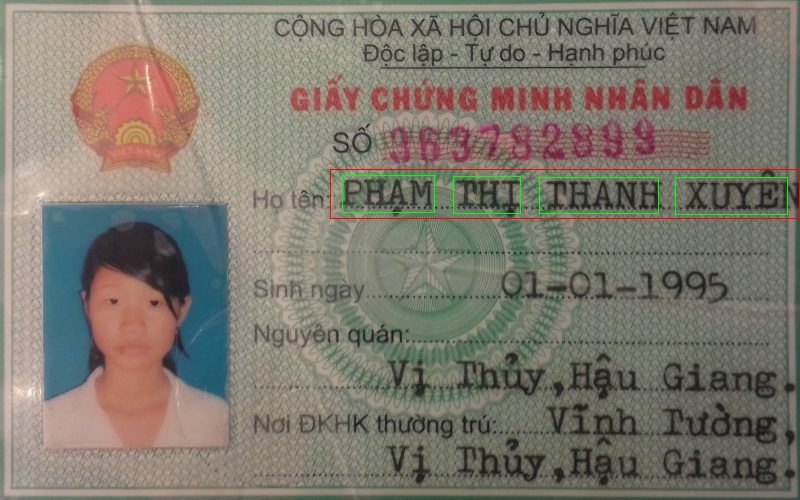 CỘNG HÒA XÃ HỘI CHỦ NGHĨA VIỆT NAM
Độc lập - Tự do - Hạnh phúc
GIẤY CHỨNG MINH NHÂN DÂN
SỐ 363782899
Họ tên: PHẠM THỊ THANH XUYÊN
Sinh ngày 01-01-1995
Nguyên quán:
Vị Thủy, Hậu Giang.
Nơi ĐKHK thường trú: Vĩnh Tường,
Vị Thủy, Hậu Giang.